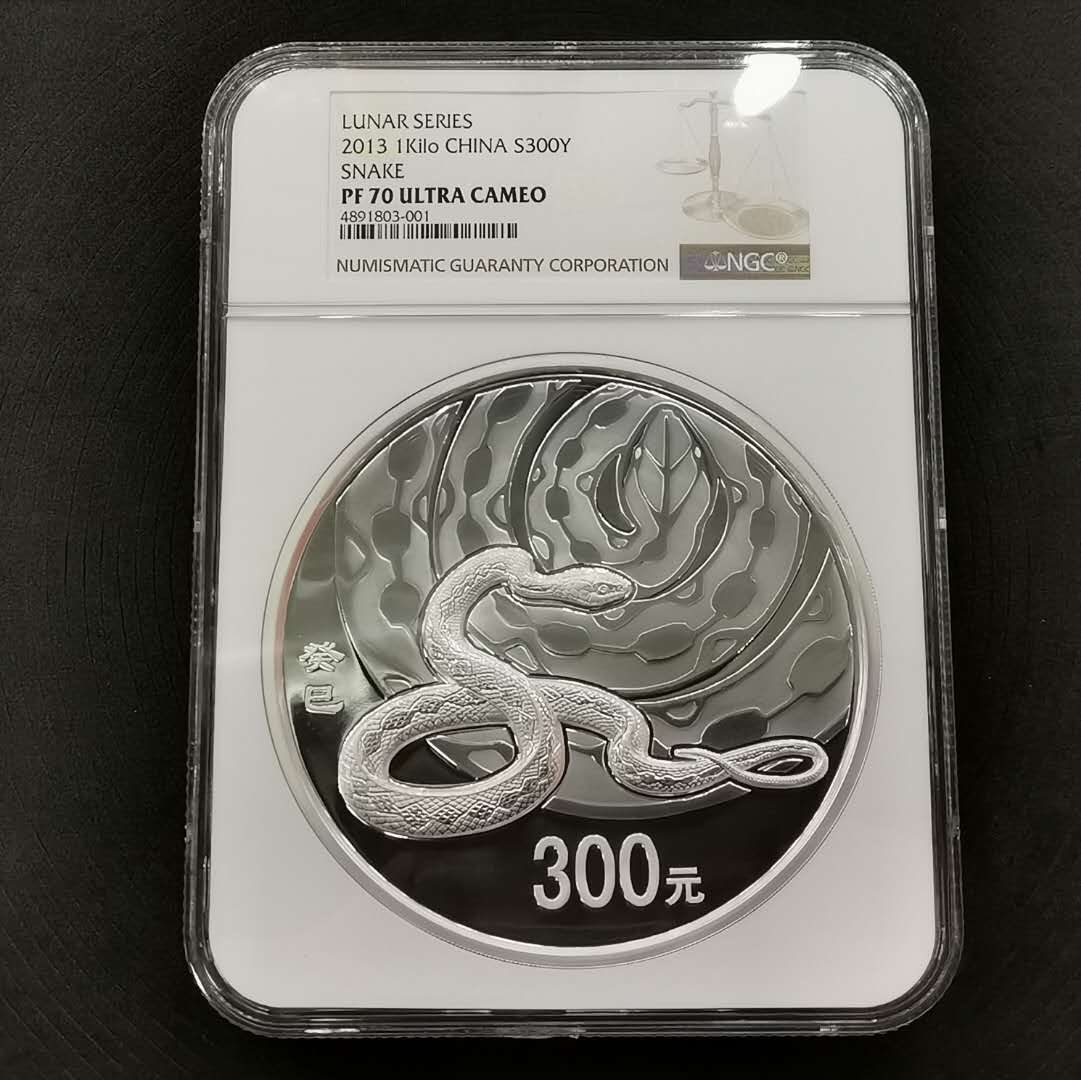 LUNAR SERIES
2013 1Kilo CHINA S300Y
SNAKE
PF 70 ULTRA CAMEO
4891803-001
NUMISMATIC GUARANTY CORPORATION
NGC®
癸巳
300元